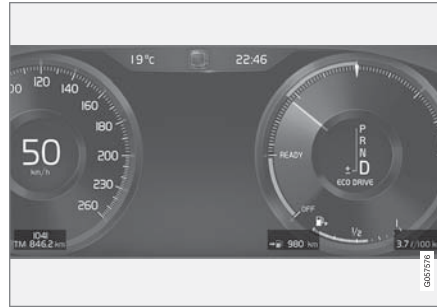 19°c 22:46
120
00 140
160
180
200
230
260
50
km/h
1041
TM 846.2 km
READY
OFF
P
R
N
± D
ECO DRIVE
1/2
1
→ 980 km
3.7 l/100 k
G057576